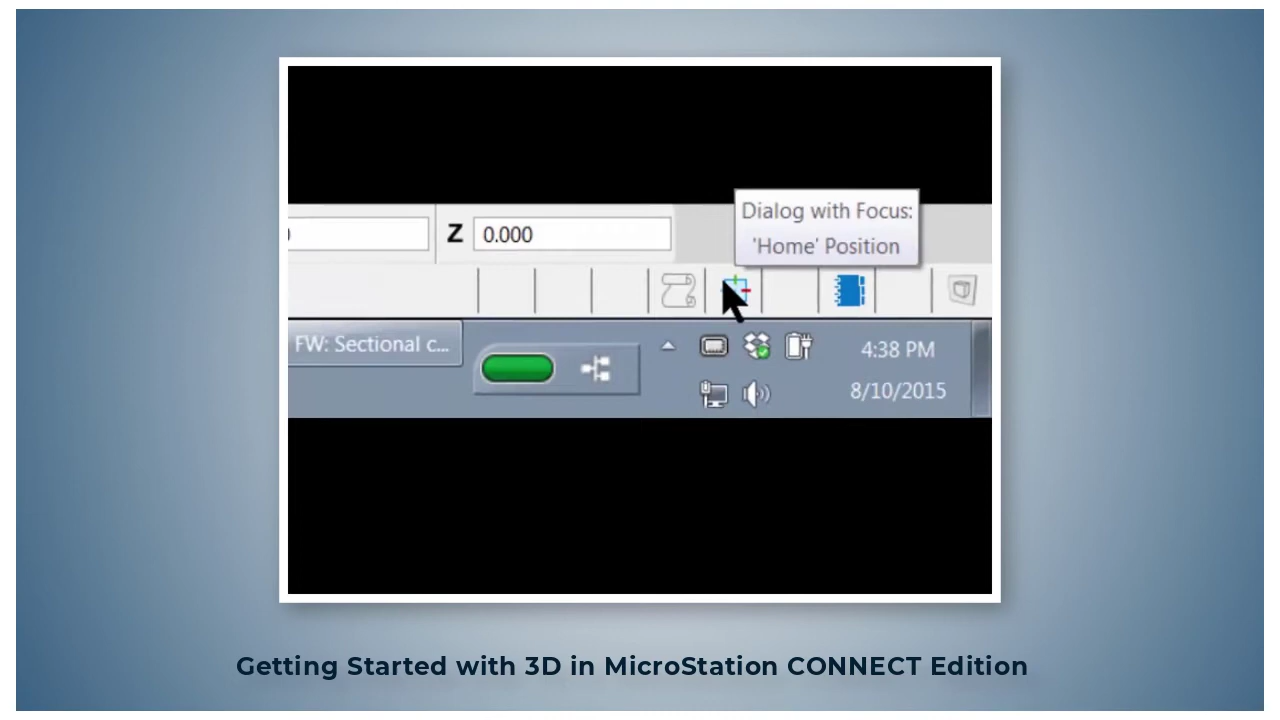 Dialog with Focus:
'Home' Position
Z 0.000
FW: Sectional c...
4:38 PM
8/10/2015
Getting Started with 3D in MicroStation CONNECT Edition